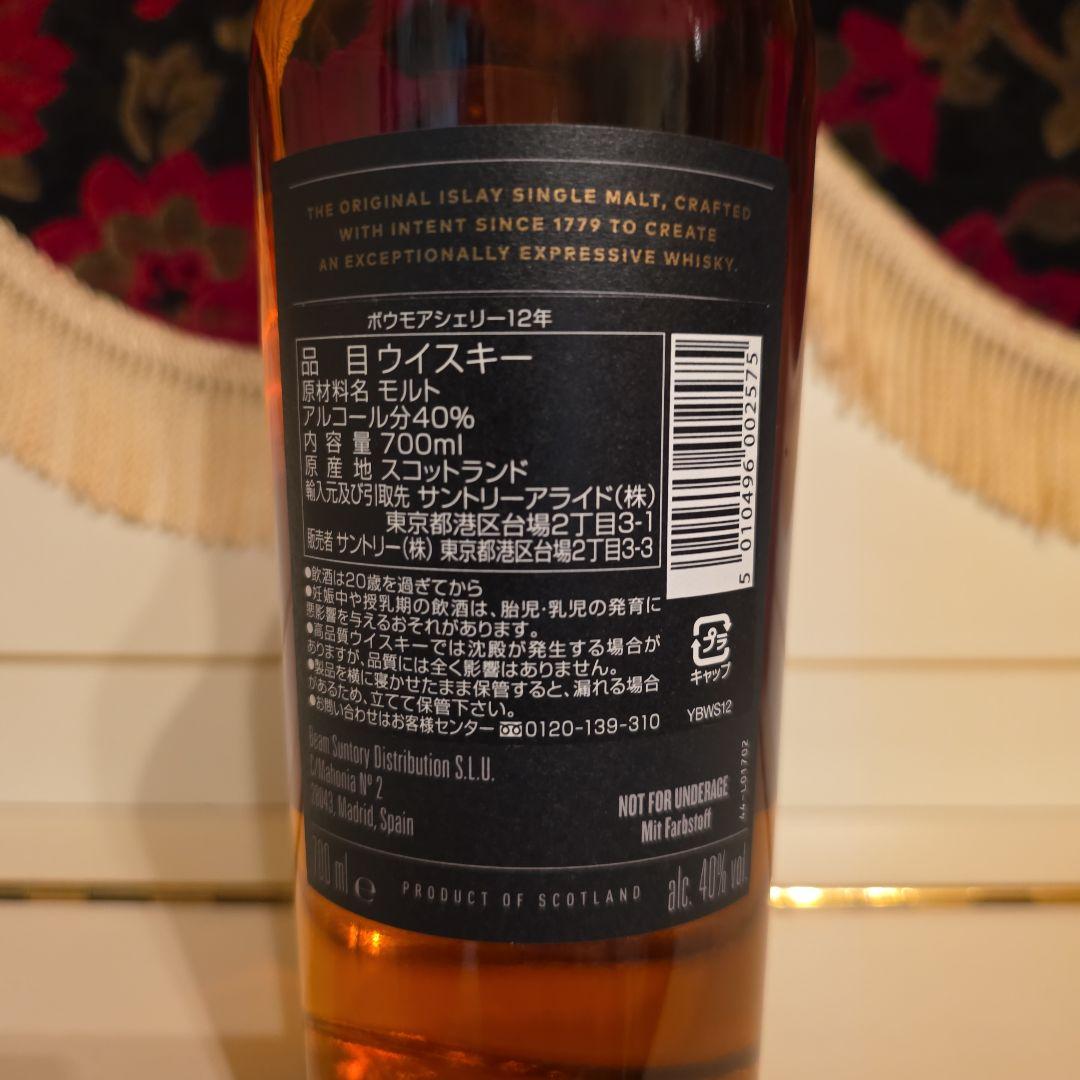 THE ORIGINAL ISLAY SINGLE MALT, CRAFTED
WITH INTENT SINCE 1779 TO CREATE
AN EXCEPTIONALLY EXPRESSIVE WHISKY.
ボウモアシェリー12年
品 目 ウイスキー
原材料名 モルト
アルコール分40%
内容量 700ml
原産地 スコットランド
輸入元及び引取先 サントリーアライド(株)
東京都港区台場2丁目3-1
販売者 サントリー(株) 東京都港区台場2丁目3-3
5 010496 002575
●飲酒は20歳を過ぎてから
●妊娠中や授乳期の飲酒は、胎児・乳児の発育に
悪影響を与えるおそれがあります。
●高品質ウイスキーでは沈殿が発生する場合が
ありますが、品質には全く影響はありません。
●製品を横に寝かせたまま保管すると、漏れる場合
があるため、立てて保管下さい。
●お問い合わせはお客様センター 0120-139-310
プラ
キャップ
YBWS12
Beam Suntory Distribution S.L.U.
C/Mahonia Nº 2
28043, Madrid, Spain
NOT FOR UNDERAGE
Mit Farbstoff
44-L01702
700 ml e
PRODUCT OF SCOTLAND
alc. 40% vol.